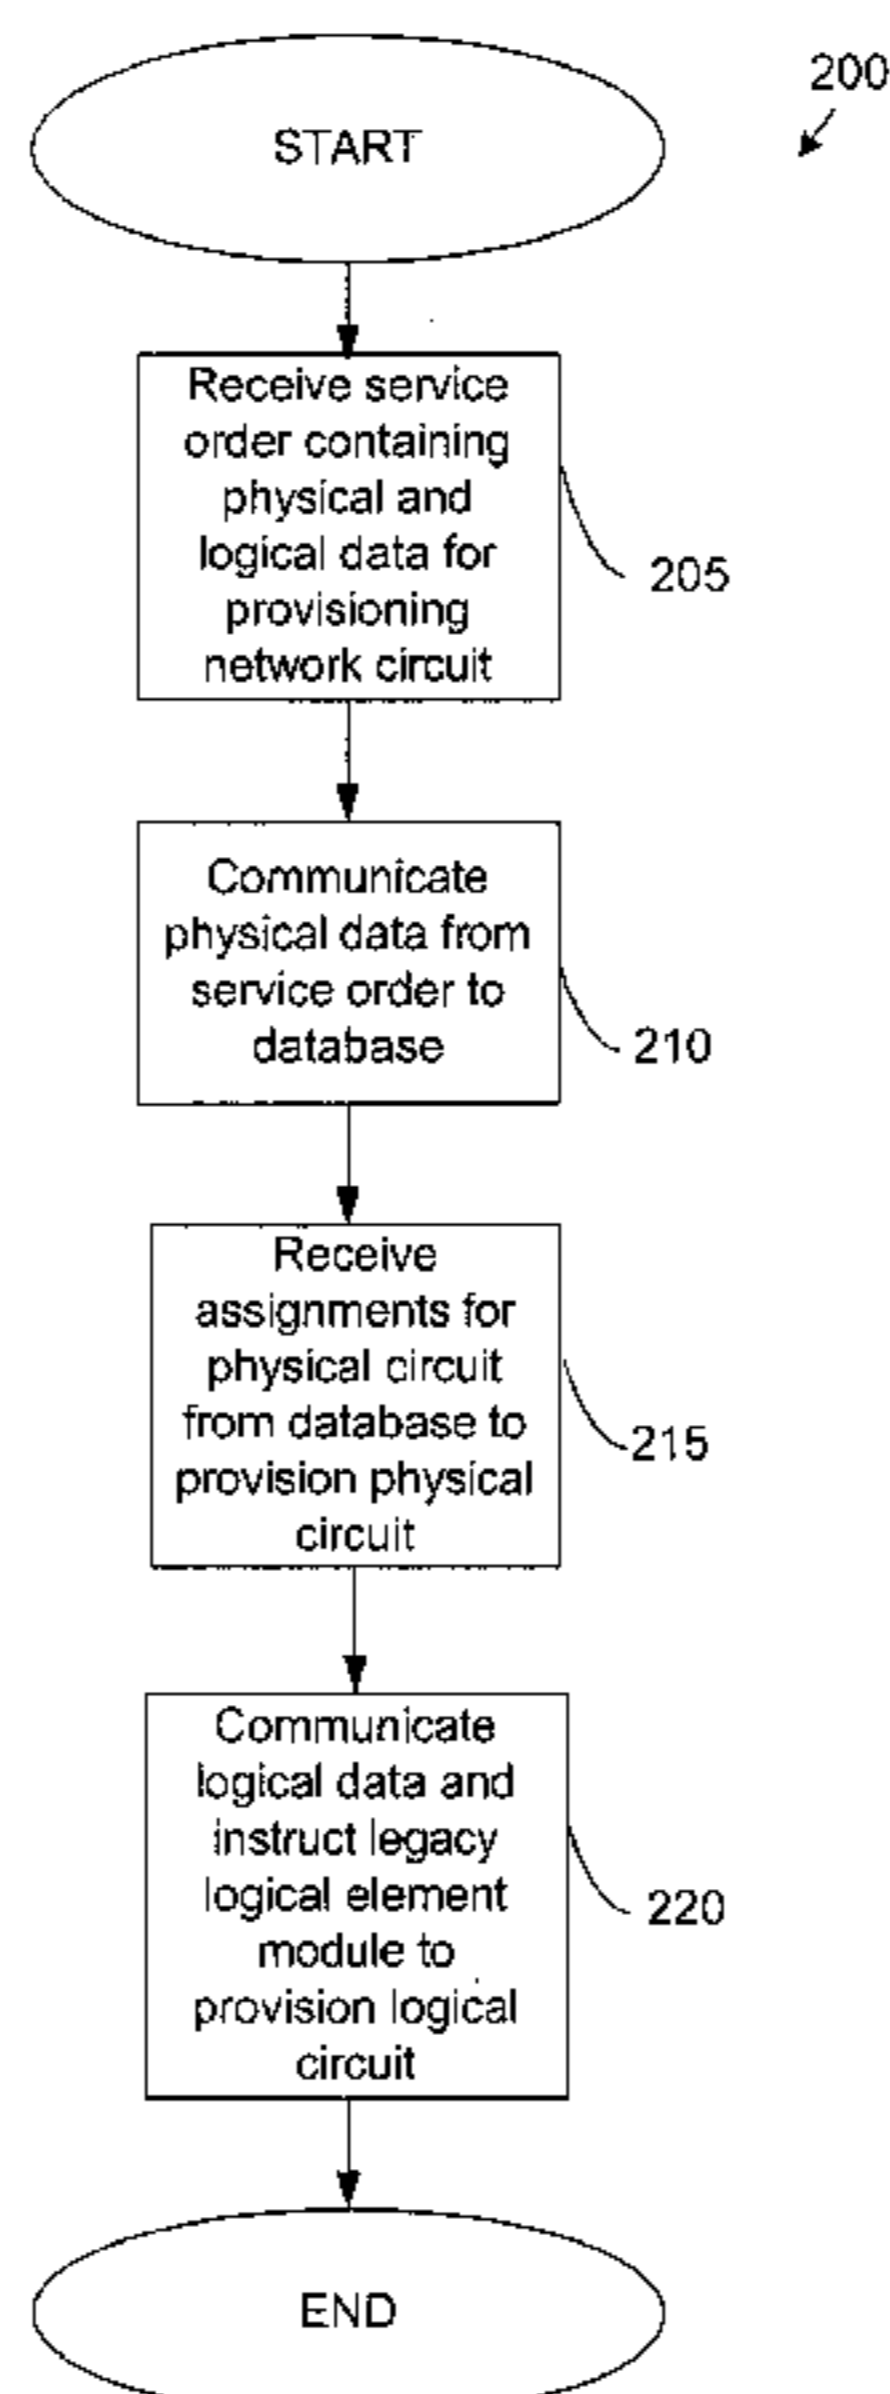 200
START
Receive service
order containing
physical and
logical data for
provisioning
network circuit
205
Communicate
physical data from
service order to
database
210
Receive
assignments for
physical circuit
from database to
provision physical
circuit
215
Communicate
logical data and
instruct legacy
logical element
module to
provision logical
circuit
220
END